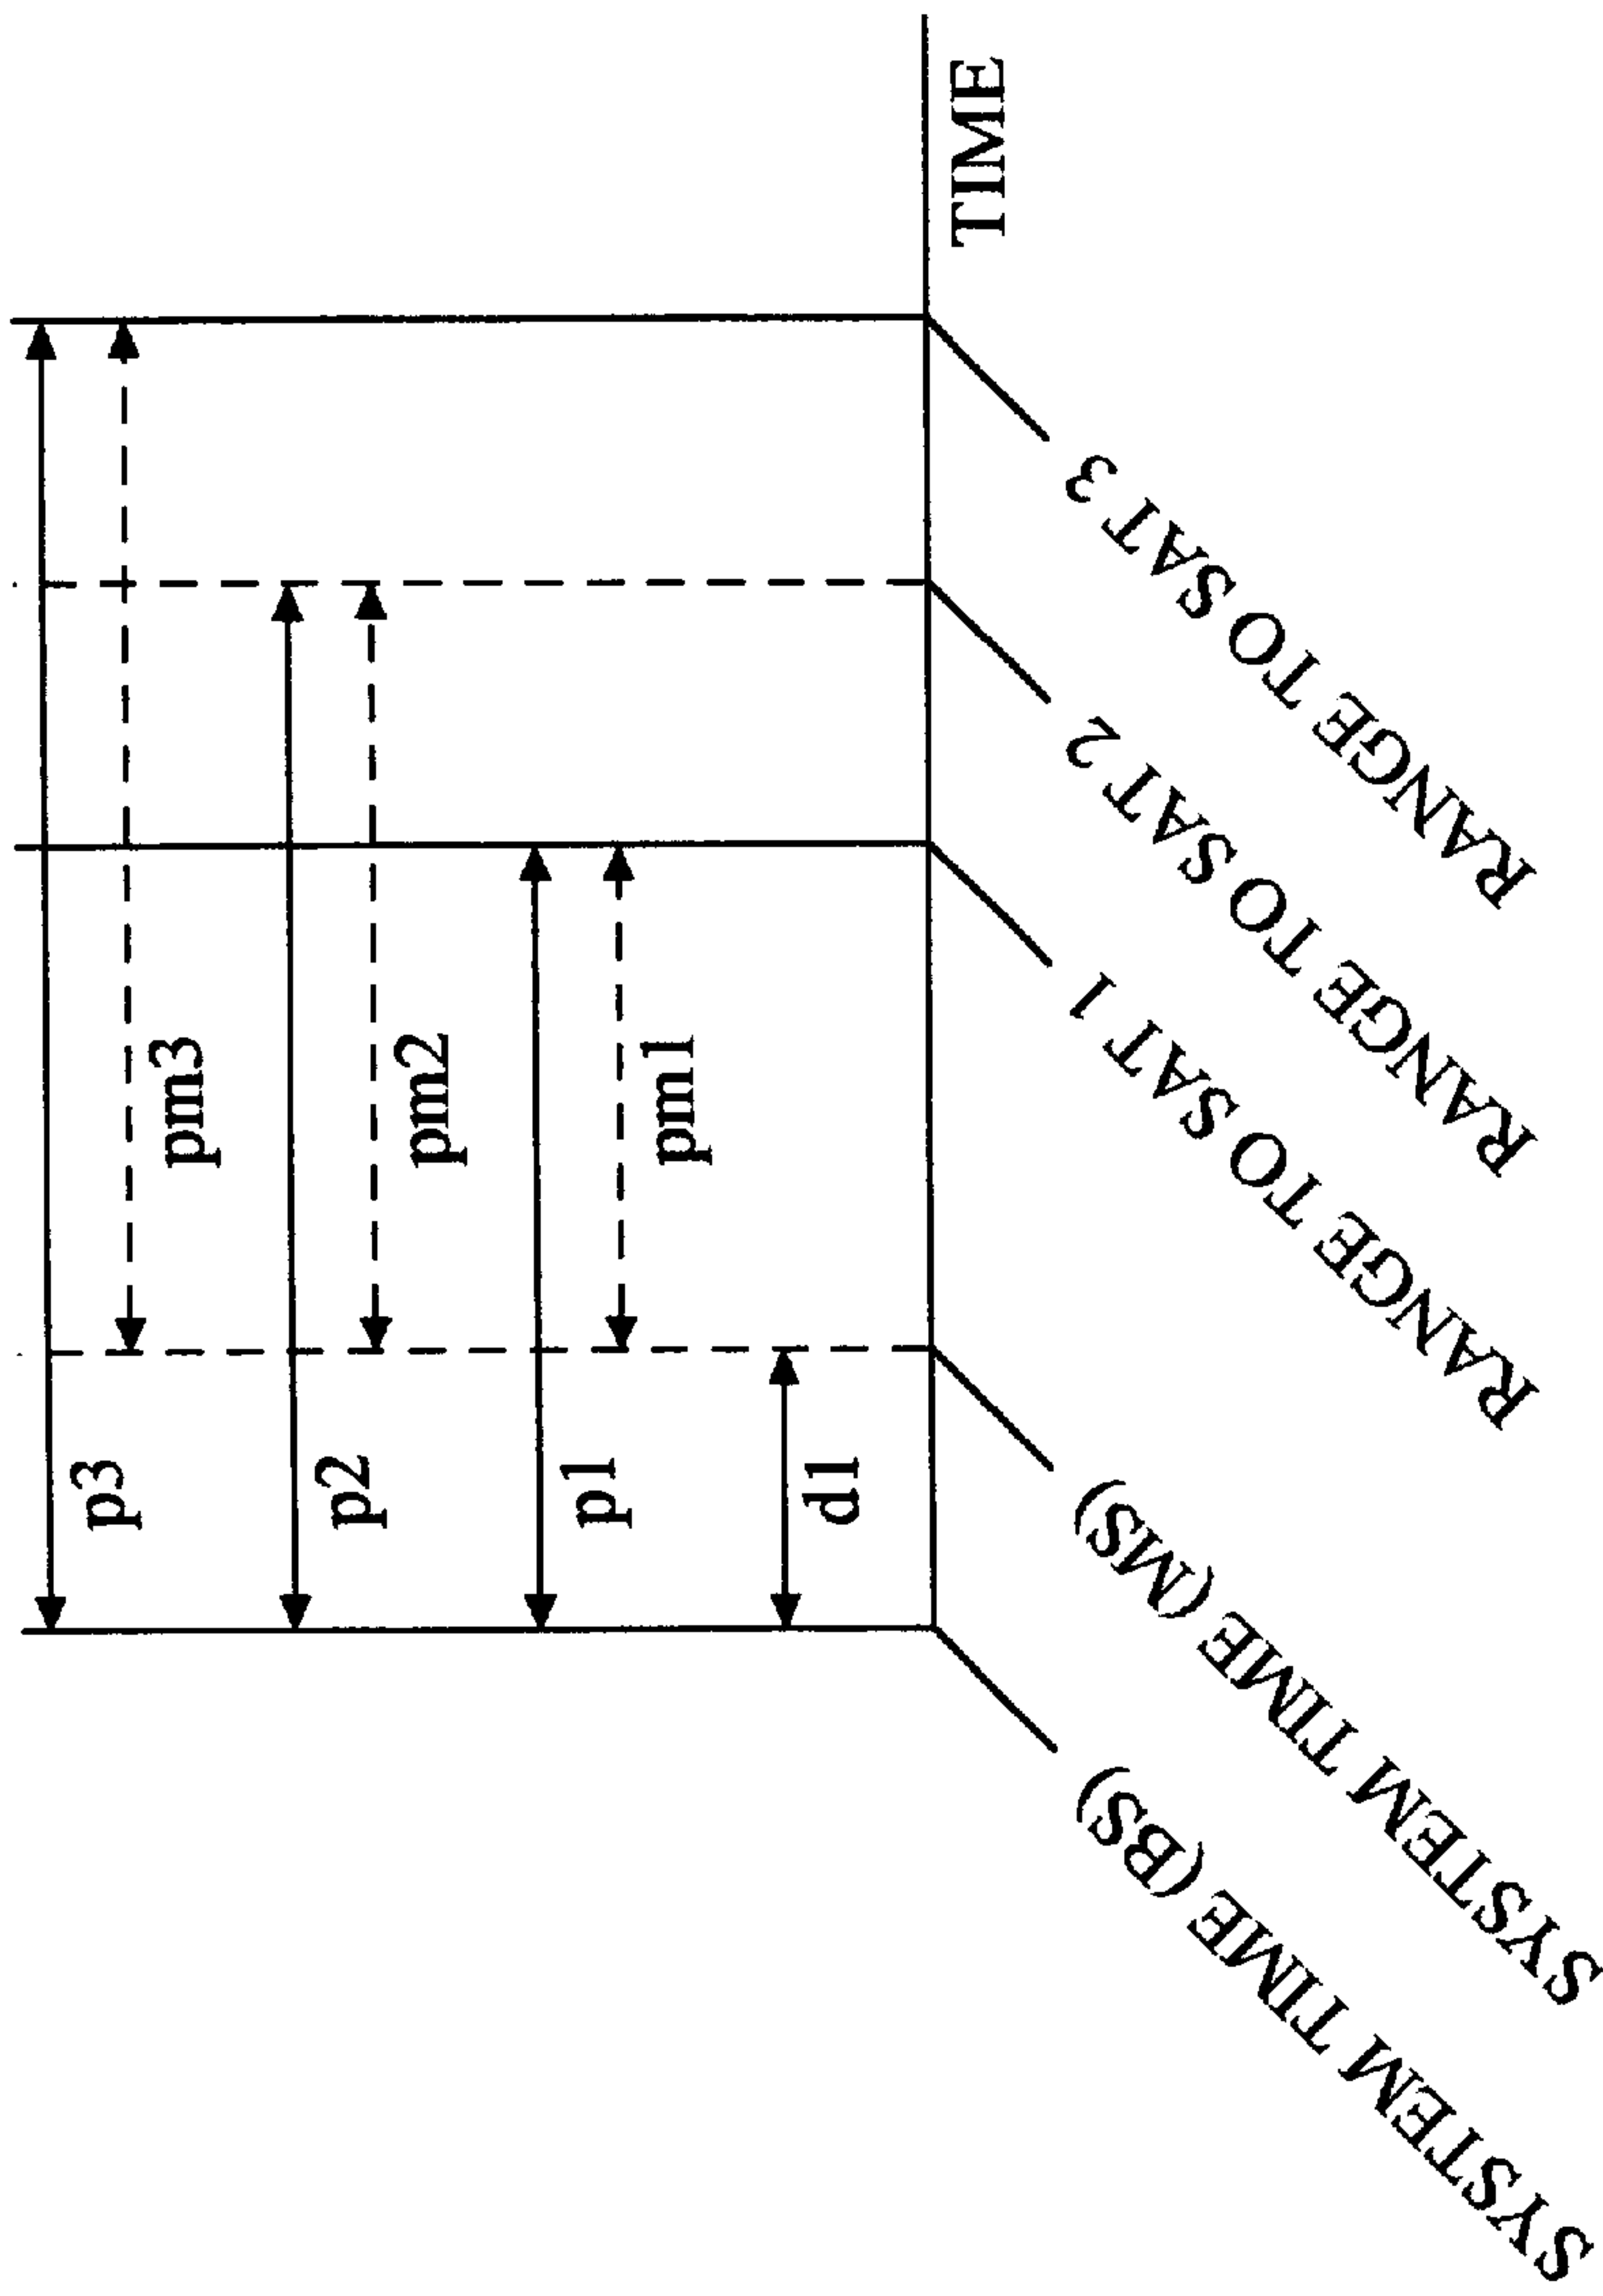 p3
pm3
p2
pm2
p1
pm1
d1
TIME
SYSTEM TIME (BS)
SYSTEM TIME (MS)
RANGE TO SAT 1
RANGE TO SAT 2
RANGE TO SAT 3